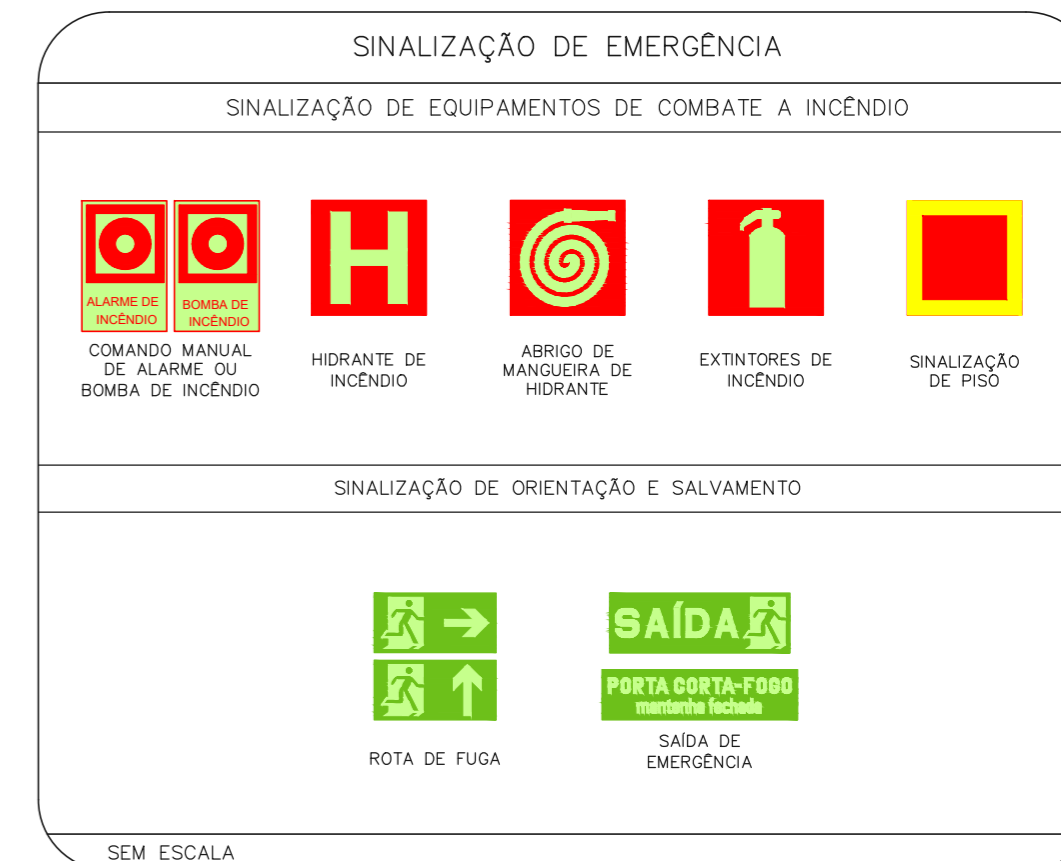 SINALIZAÇÃO DE EMERGÊNCIA
SINALIZAÇÃO DE EQUIPAMENTOS DE COMBATE A INCÊNDIO
ALARME DE
INCÊNDIO
BOMBA DE
INCÊNDIO
COMANDO MANUAL
DE ALARME OU
BOMBA DE INCÊNDIO
H
HIDRANTE DE
INCÊNDIO
ABRIGO DE
MANGUEIRA DE
HIDRANTE
EXTINTORES DE
INCÊNDIO
SINALIZAÇÃO
DE PISO
SINALIZAÇÃO DE ORIENTAÇÃO E SALVAMENTO
ROTA DE FUGA
SAÍDA
PORTA CORTA-FOGO
mantenha fechada
SAÍDA DE
EMERGÊNCIA
SEM ESCALA